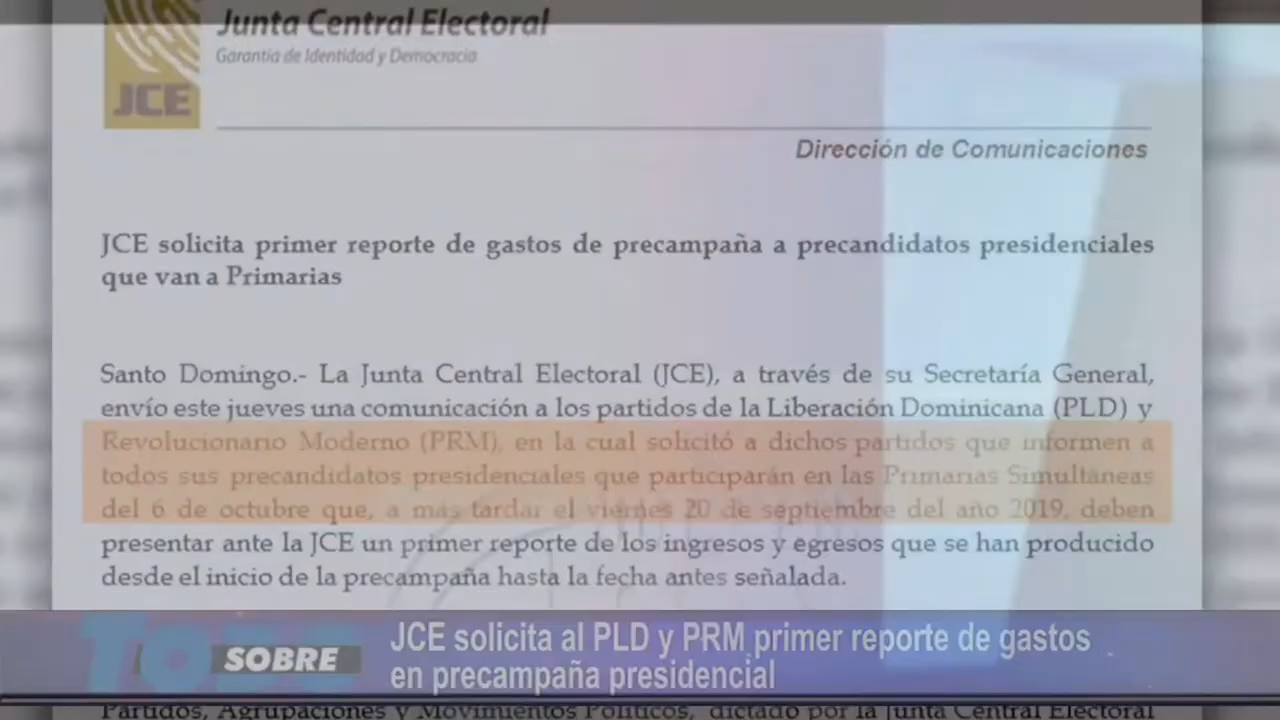 Junta Central Electoral
Garantía de Identidad y Democracia
JCE
Dirección de Comunicaciones
JCE solicita primer reporte de gastos de precampaña a precandidatos presidenciales
que van a Primarias
Santo Domingo.- La Junta Central Electoral (JCE), a través de su Secretaría General,
envío este jueves una comunicación a los partidos de la Liberación Dominicana (PLD) y
Revolucionario Moderno (PRM), en la cual solicitó a dichos partidos que informen a
todos sus precandidatos presidenciales que participarán en las Primarias Simultáneas
del 6 de octubre que, a más tardar el viernes 20 de septiembre del año 2019, deben
presentar ante la JCE un primer reporte de los ingresos y egresos que se han producido
desde el inicio de la precampaña hasta la fecha antes señalada.
SOBRE
JCE solicita al PLD y PRM primer reporte de gastos
en precampaña presidencial
Partidos, Agrupaciones y Movimientos Políticos, dictado por la Junta Central Electoral